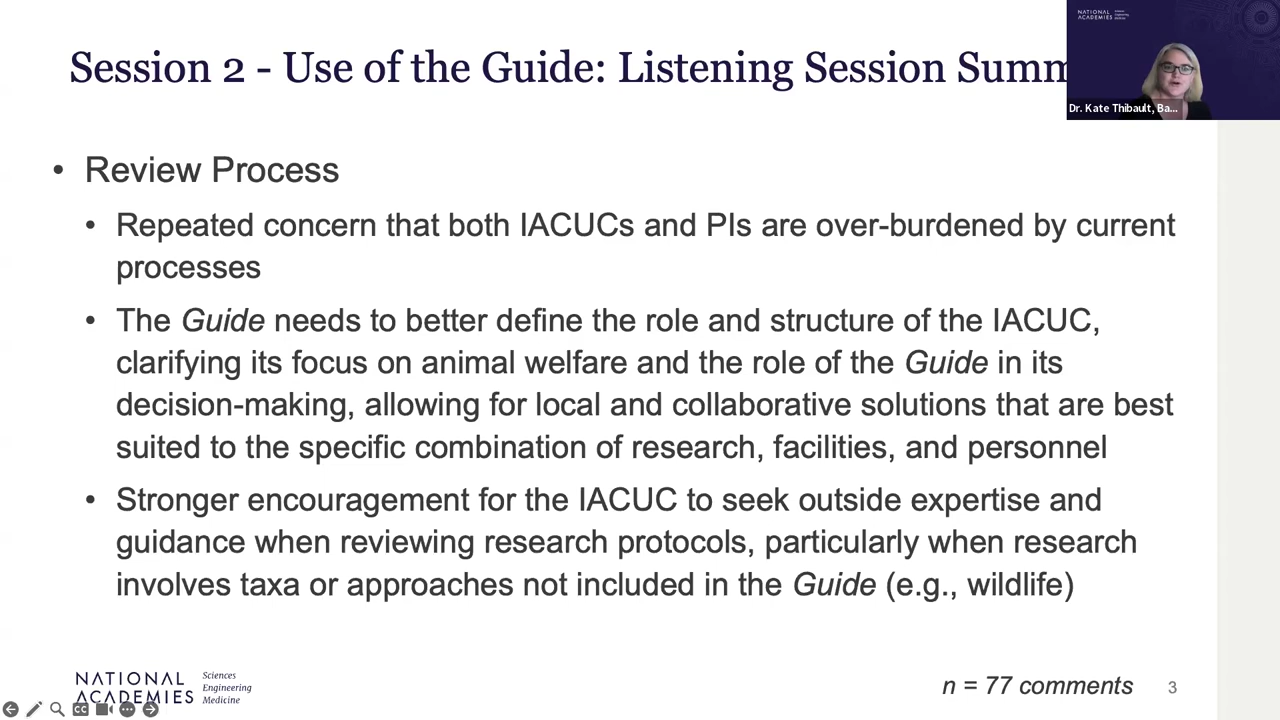 Session 2 - Use of the Guide: Listening Session Summ
NATIONAL
ACADEMIES
Sciences
Engineering
Medicine
Dr. Kate Thibault, Ba...
• Review Process
• Repeated concern that both IACUCs and PIs are over-burdened by current
processes
• The Guide needs to better define the role and structure of the IACUC,
clarifying its focus on animal welfare and the role of the Guide in its
decision-making, allowing for local and collaborative solutions that are best
suited to the specific combination of research, facilities, and personnel
• Stronger encouragement for the IACUC to seek outside expertise and
guidance when reviewing research protocols, particularly when research
involves taxa or approaches not included in the Guide (e.g., wildlife)
NATIONAL
ACADEMIES
Sciences
Engineering
Medicine
CC
n = 77 comments
3